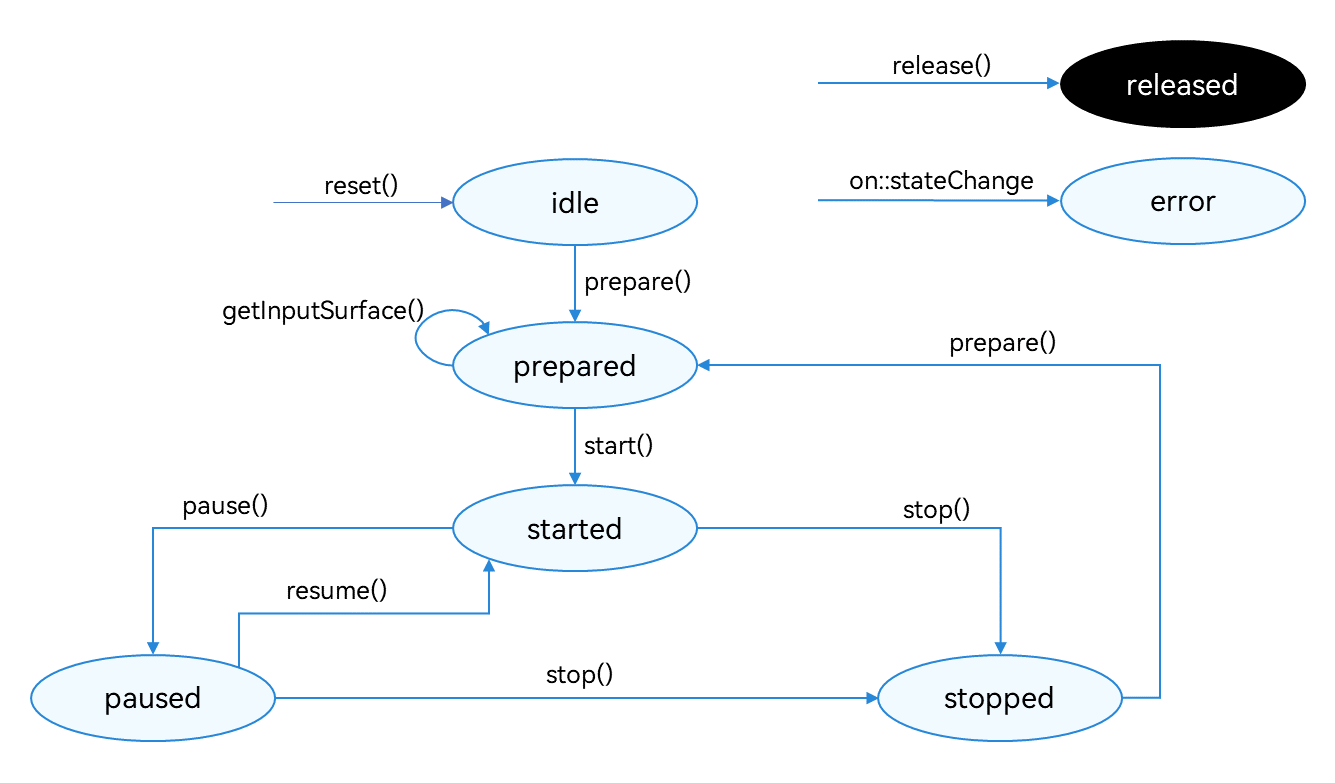 release()
released
reset()
idle
on::stateChange
error
prepare()
getInputSurface()
prepared
prepare()
start()
pause()
started
stop()
resume()
paused
stop()
stopped